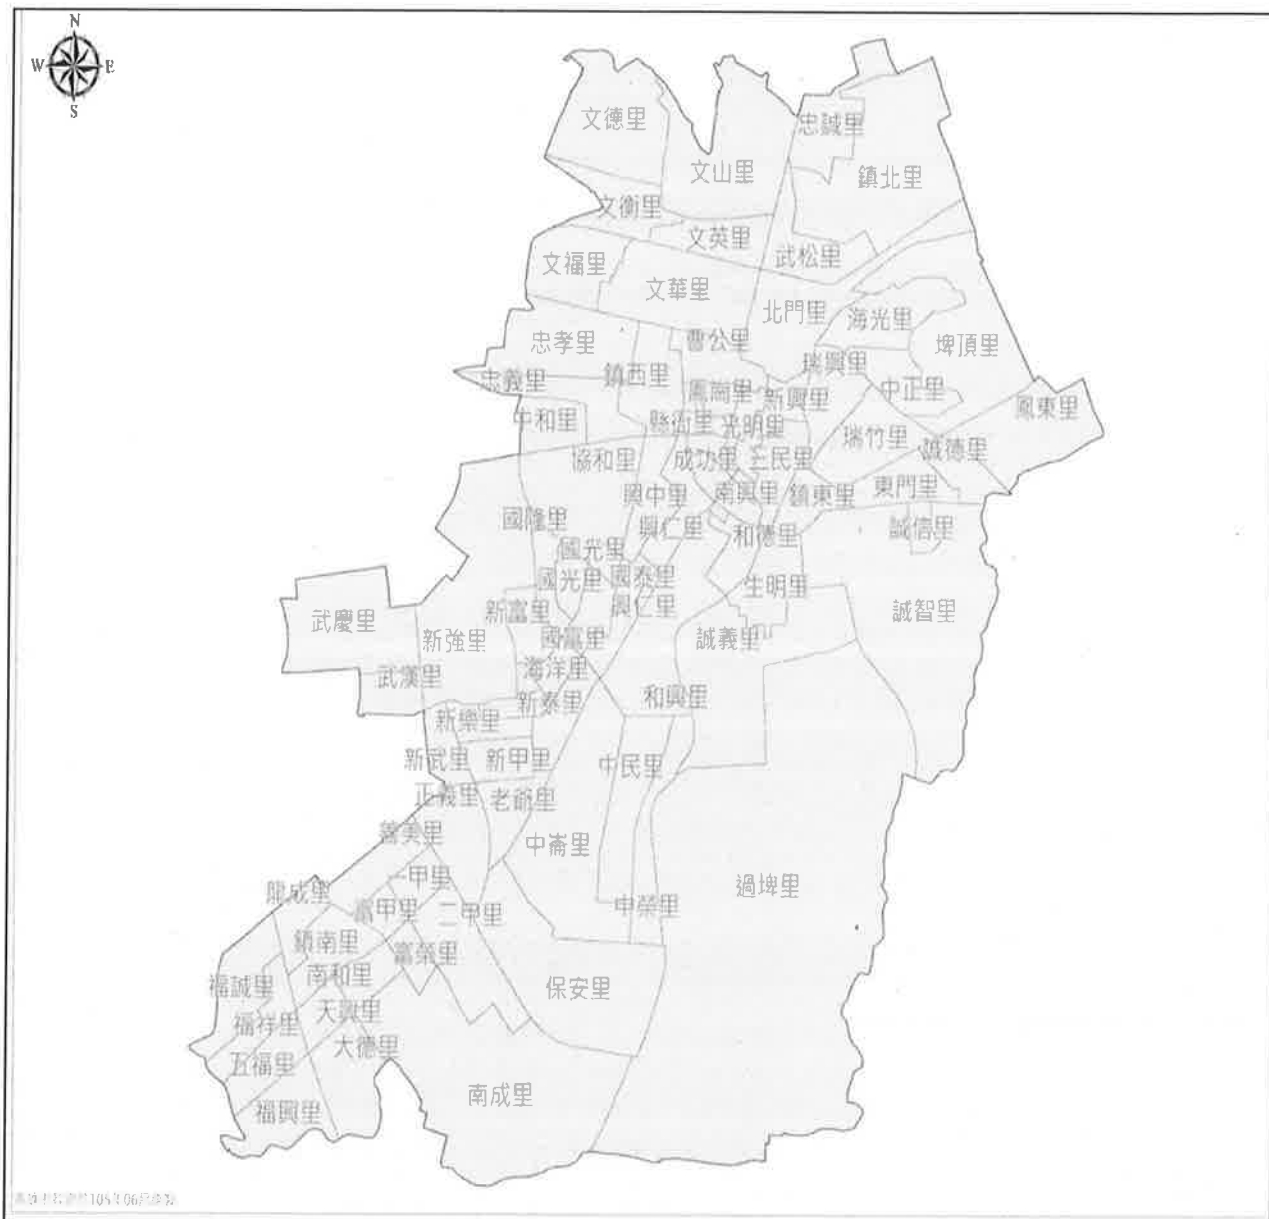 N
W E
S
文德里
忠誠里
文山里
鎮北里
文衡里
文英里
武松里
文福里
文華里
北門里
海光里
忠孝里
曹公里
埤頂里
瑞興里
忠義里
鎮西里
鳳崗里
新興里
中正里
鳳東里
中和里
縣衙里
光明里
瑞竹里
誠德里
協和里
成功里
三民里
東門里
興中里
南興里
鎮東里
國隆里
興仁里
和德里
誠信里
國光里
國光里
國泰里
生明里
新富里
興仁里
誠智里
武慶里
新強里
國富里
誠義里
武漢里
海洋里
新泰里
和興里
新樂里
新武里
新甲里
中民里
正義里
老爺里
善美里
中崙里
一甲里
龍成里
富甲里
二甲里
中榮里
過埤里
鎮南里
富榮里
福誠里
南和里
保安里
福祥里
天興里
五福里
大德里
南成里
福興里